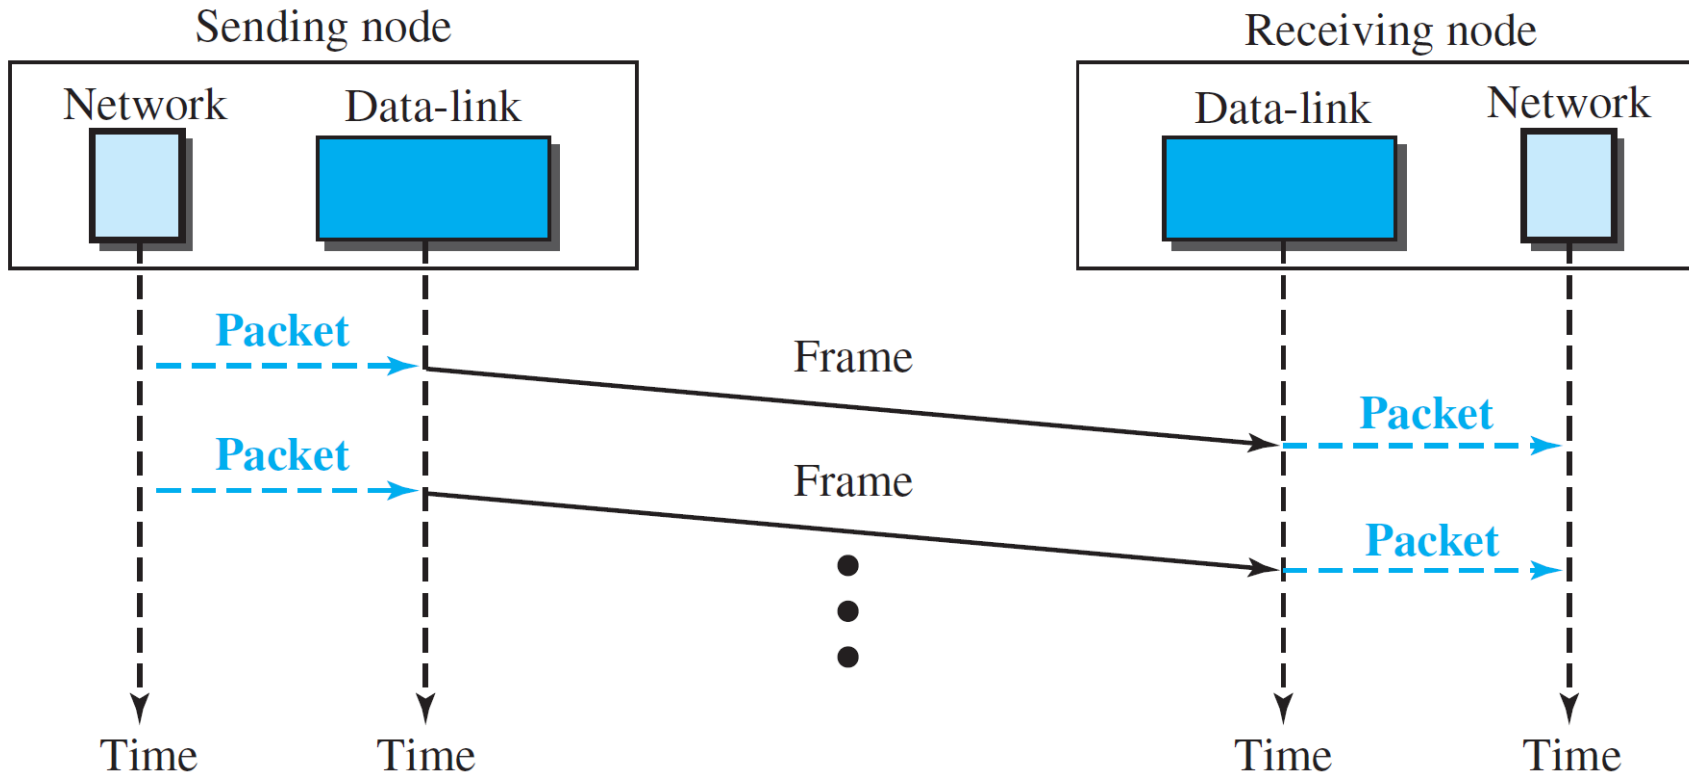 Sending node
Receiving node
Network
Data-link
Data-link
Network
Packet
Frame
Packet
Packet
Frame
Packet
Time
Time
Time
Time